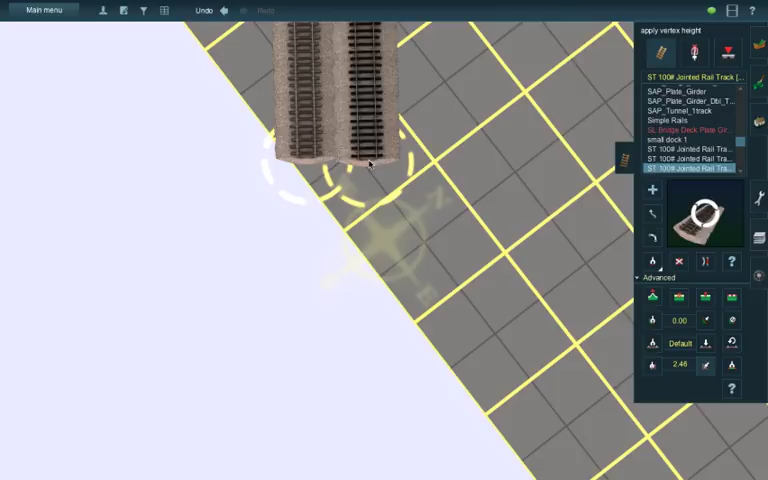 Main menu
Undo
Redo
?
apply vertex height
ST 100# Jointed Rail Track [...
SAP_Plate_Girder
SAP_Plate_Girder_Dbl_T...
SAP_Tunnel_1track
Simple Rails
SL Bridge Deck Plate Gir...
small dock 1
ST 100# Jointed Rail Tra...
ST 100# Jointed Rail Tra...
ST 100# Jointed Rail Tra...
?
Advanced
0.00
Default
2.46
?
N
E